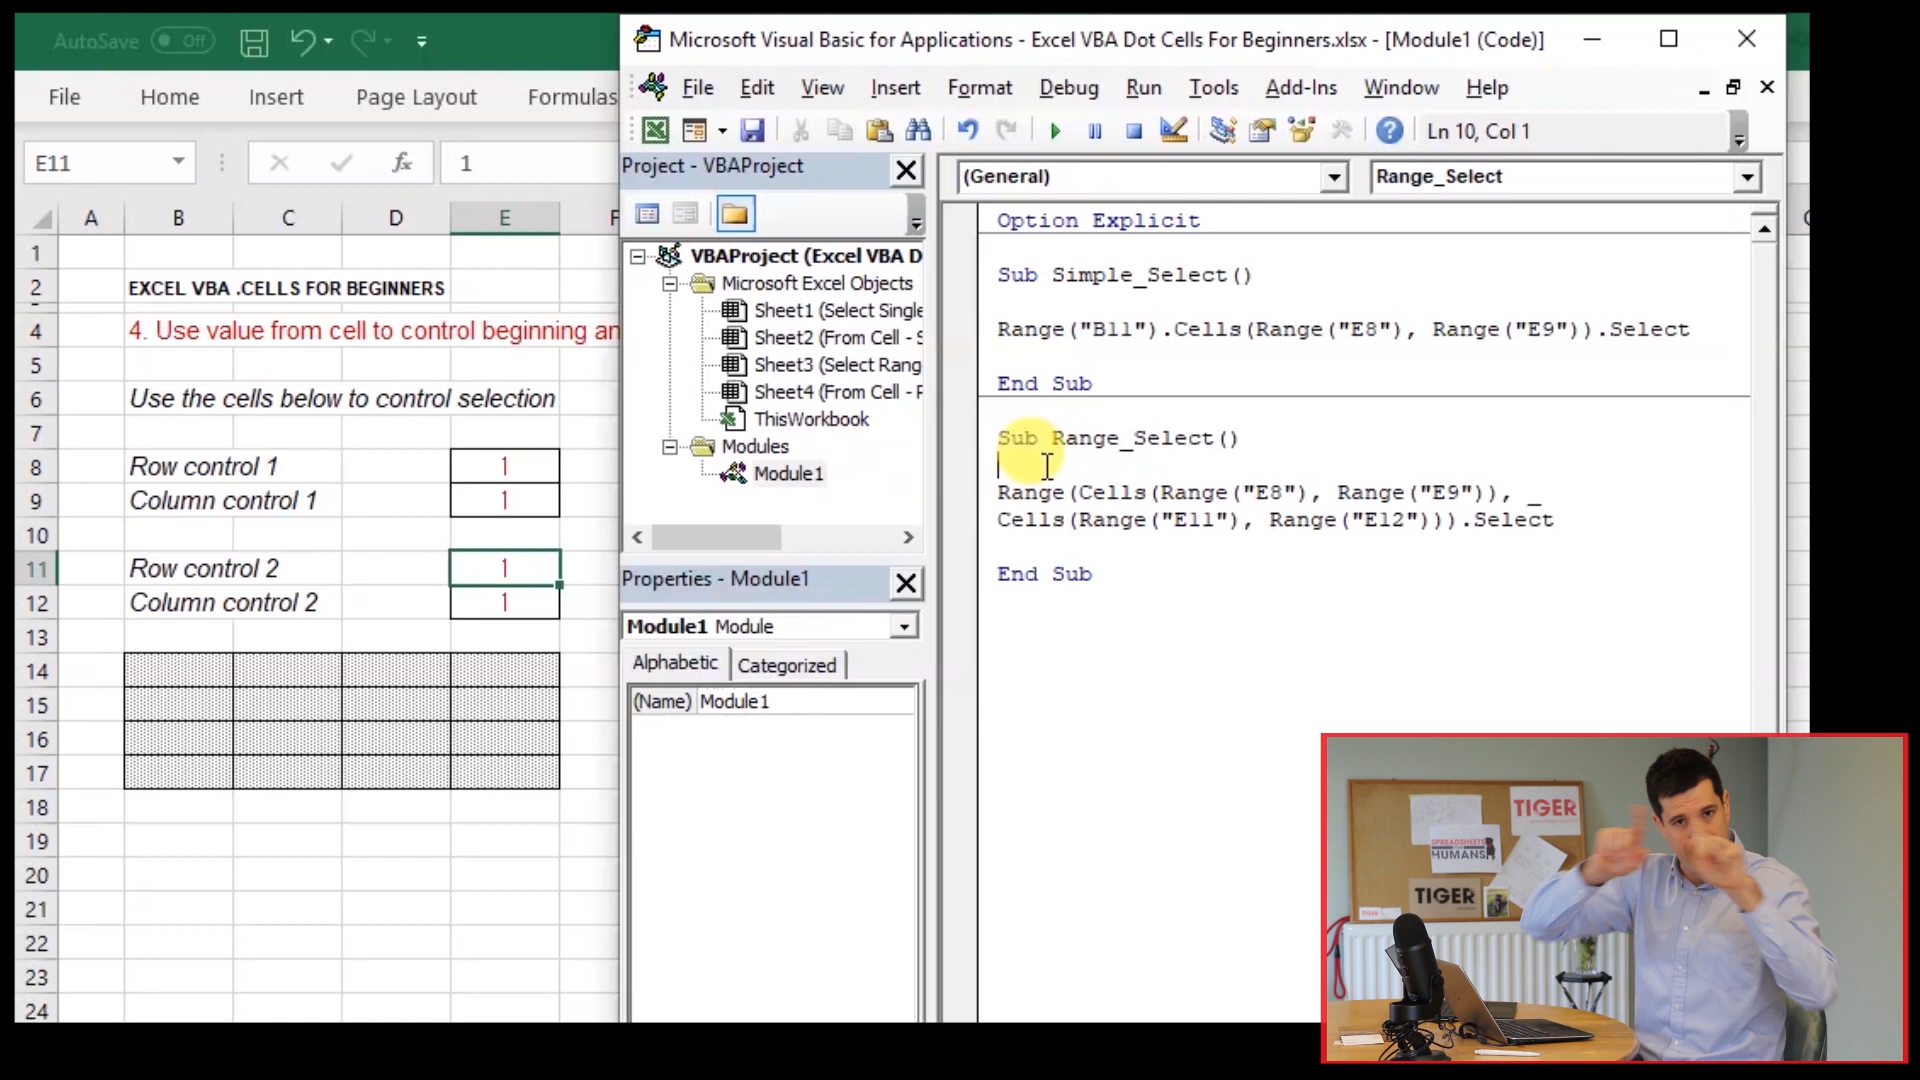 AutoSave Off
File Home Insert Page Layout Formulas
E11 fx 1
A B C D E F
1
2 EXCEL VBA .CELLS FOR BEGINNERS
4 4. Use value from cell to control beginning an
5
6 Use the cells below to control selection
7
8 Row control 1 1
9 Column control 1 1
10
11 Row control 2 1
12 Column control 2 1
13
14
15
16
17
18
19
20
21
22
23
24
Microsoft Visual Basic for Applications - Excel VBA Dot Cells For Beginners.xlsx - [Module1 (Code)]
File Edit View Insert Format Debug Run Tools Add-Ins Window Help
Ln 10, Col 1
Project - VBAProject
VBAProject (Excel VBA D
Microsoft Excel Objects
Sheet1 (Select Single
Sheet2 (From Cell - S
Sheet3 (Select Rang
Sheet4 (From Cell - F
ThisWorkbook
Modules
Module1
Properties - Module1
Module1 Module
Alphabetic Categorized
(Name) Module1
(General) Range_Select
Option Explicit
Sub Simple_Select()
Range("B11").Cells(Range("E8"), Range("E9")).Select
End Sub
Sub Range_Select()
Range(Cells(Range("E8"), Range("E9")), _
Cells(Range("E11"), Range("E12"))).Select
End Sub
TIGER
SPREADSHEETS
HUMANS
TIGER
TIGER